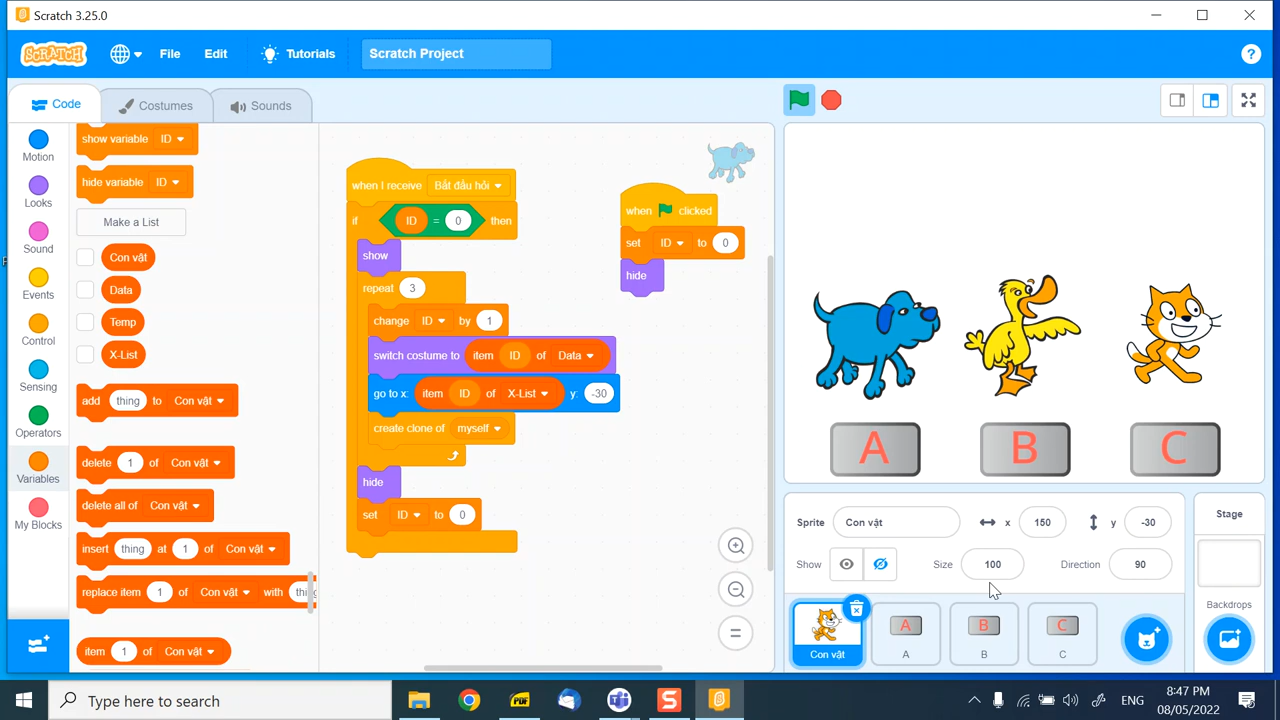 Scratch 3.25.0
SCRATCH File Edit Tutorials Scratch Project ?
Code Costumes Sounds
Motion
Looks
Sound
Events
Control
Sensing
Operators
Variables
My Blocks
show variable ID
hide variable ID
Make a List
Con vật
Data
Temp
X-List
add thing to Con vật
delete 1 of Con vật
delete all of Con vật
insert thing at 1 of Con vật
replace item 1 of Con vật with
item 1 of Con vật
when I receive Bắt đầu hỏi
if ID = 0 then
show
repeat 3
change ID by 1
switch costume to item ID of Data
go to x: item ID of X-List y: -30
create clone of myself
hide
set ID to 0
when clicked
set ID to 0
hide
A B C
Sprite Con vật x 150 y -30
Show Size 100 Direction 90
Con vật
A A
B B
C C
Stage
Backdrops
Type here to search
PDF
S
ENG
8:47 PM
08/05/2022